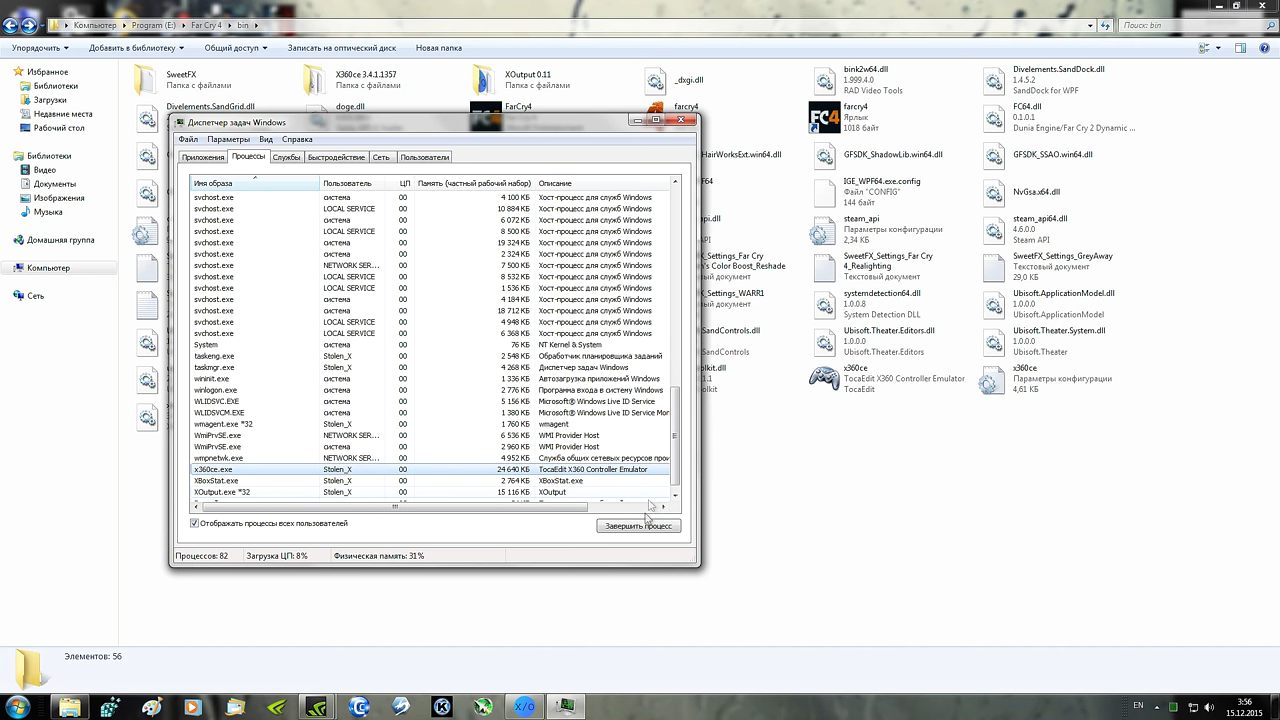 Компьютер ▸ Program (E:) ▸ Far Cry 4 ▸ bin ▸
Поиск: bin
Упорядочить
Добавить в библиотеку
Общий доступ
Записать на оптический диск
Новая папка
Избранное
Библиотеки
Загрузки
Недавние места
Рабочий стол
Библиотеки
Видео
Документы
Изображения
Музыка
Домашняя группа
Компьютер
Сеть
SweetFX
Папка с файлами
X360ce 3.4.1.1357
Папка с файлами
XOutput 0.11
Папка с файлами
_dxgi.dll
bink2w64.dll
1.999.4.0
RAD Video Tools
Divelements.SandDock.dll
1.4.5.2
SandDock for WPF
Divelements.SandGrid.dll
doge.dll
FarCry4
farcry4
farcry4
Ярлык
1018 байт
FC64.dll
0.1.0.1
Dunia Engine/Far Cry 2 Dynamic ...
HairWorksExt.win64.dll
GFSDK_ShadowLib.win64.dll
GFSDK_SSAO.win64.dll
F64
IGE_WPF64.exe.config
Файл "CONFIG"
144 байт
NvGsa.x64.dll
pi.dll
API
steam_api
Параметры конфигурации
2,34 КБ
steam_api64.dll
4.6.0.0
Steam API
SweetFX_Settings_Far Cry
4_Realighting
Текстовый документ
SweetFX_Settings_GreyAway
Текстовый документ
29,0 КБ
X_Settings_Far Cry
n's Color Boost_Reshade
вый документ
X_Settings_WARR1
вый документ
systemdetection64.dll
1.0.0.8
System Detection DLL
Ubisoft.ApplicationModel.dll
1.0.0.0
Ubisoft.ApplicationModel
SandControls.dll
SandControls
Ubisoft.Theater.Editors.dll
1.0.0.0
Ubisoft.Theater.Editors
Ubisoft.Theater.System.dll
1.0.0.0
Ubisoft.Theater
lkit.dll
1.1
olkit
x360ce
TocaEdit X360 Controller Emulator
TocaEdit
x360ce
Параметры конфигурации
4,61 КБ
Диспетчер задач Windows
Файл Параметры Вид Справка
Приложения Процессы Службы Быстродействие Сеть Пользователи
Имя образа Пользователь ЦП Память (частный рабочий набор) Описание
svchost.exe система 00 4 100 КБ Хост-процесс для служб Windows
svchost.exe LOCAL SERVICE 00 10 884 КБ Хост-процесс для служб Windows
svchost.exe система 00 6 072 КБ Хост-процесс для служб Windows
svchost.exe LOCAL SERVICE 00 8 500 КБ Хост-процесс для служб Windows
svchost.exe система 00 19 324 КБ Хост-процесс для служб Windows
svchost.exe система 00 2 324 КБ Хост-процесс для служб Windows
svchost.exe NETWORK SER... 00 7 500 КБ Хост-процесс для служб Windows
svchost.exe LOCAL SERVICE 00 8 532 КБ Хост-процесс для служб Windows
svchost.exe система 00 1 536 КБ Хост-процесс для служб Windows
svchost.exe система 00 4 184 КБ Хост-процесс для служб Windows
svchost.exe система 00 18 712 КБ Хост-процесс для служб Windows
svchost.exe LOCAL SERVICE 00 4 948 КБ Хост-процесс для служб Windows
svchost.exe LOCAL SERVICE 00 6 368 КБ Хост-процесс для служб Windows
System система 00 76 КБ NT Kernel & System
taskeng.exe Stolen_X 00 2 548 КБ Обработчик планировщика заданий
taskmgr.exe Stolen_X 00 4 268 КБ Диспетчер задач Windows
wininit.exe система 00 1 336 КБ Автозагрузка приложений Windows
winlogon.exe система 00 2 776 КБ Программа входа в систему Windows
WLIDSVC.EXE система 00 5 156 КБ Microsoft® Windows Live ID Service
WLIDSVCM.EXE система 00 1 380 КБ Microsoft® Windows Live ID Service Mon
wmagent.exe *32 Stolen_X 00 1 760 КБ wmagent
WmiPrvSE.exe NETWORK SER... 00 6 536 КБ WMI Provider Host
WmiPrvSE.exe система 00 2 960 КБ WMI Provider Host
wmpnetwk.exe NETWORK SER... 00 4 952 КБ Служба общих сетевых ресурсов прои
x360ce.exe Stolen_X 00 24 640 КБ TocaEdit X360 Controller Emulator
XBoxStat.exe Stolen_X 00 2 764 КБ XBoxStat.exe
XOutput.exe *32 Stolen_X 00 15 116 КБ XOutput
Отображать процессы всех пользователей
Завершить процесс
Процессов: 82 Загрузка ЦП: 8% Физическая память: 31%
Элементов: 56
EN
3:56
15.12.2015